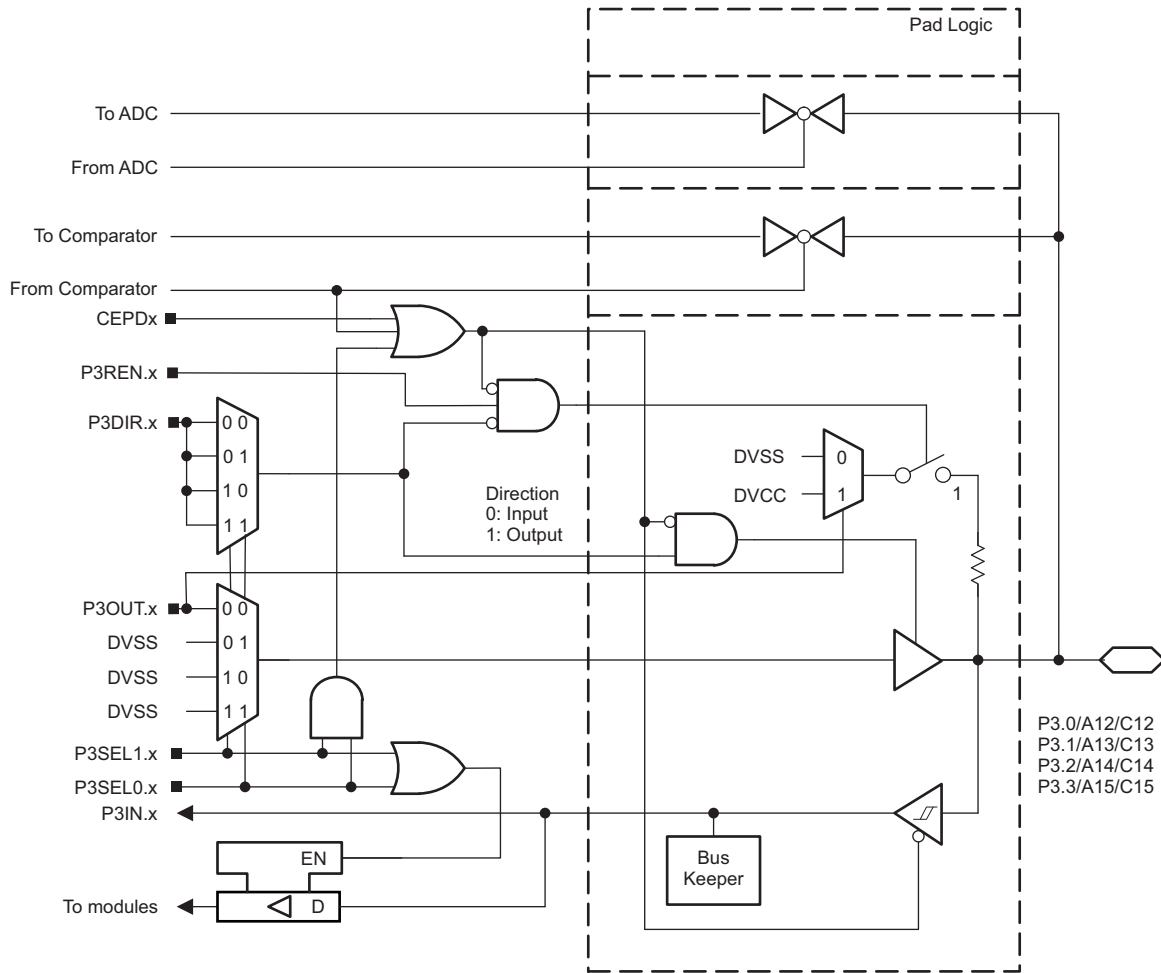 Pad Logic
To ADC
From ADC
To Comparator
From Comparator
CEPDx
P3REN.x
P3DIR.x
0 0
0 1
1 0
1 1
Direction
0: Input
1: Output
DVSS
0
DVCC
1
1
P3OUT.x
0 0
DVSS
0 1
DVSS
1 0
DVSS
1 1
P3SEL1.x
P3SEL0.x
P3IN.x
P3.0/A12/C12
P3.1/A13/C13
P3.2/A14/C14
P3.3/A15/C15
Bus
Keeper
EN
To modules
D